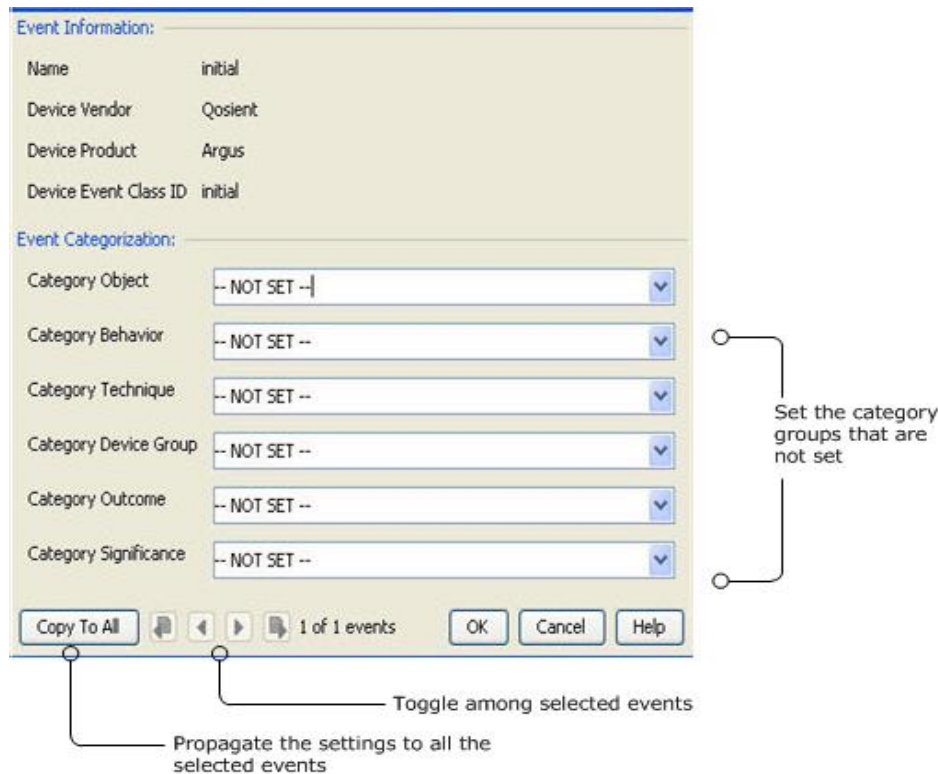 Event Information:
Name initial
Device Vendor Qosient
Device Product Argus
Device Event Class ID initial
Event Categorization:
Category Object -- NOT SET --
Category Behavior -- NOT SET --
Category Technique -- NOT SET --
Category Device Group -- NOT SET --
Category Outcome -- NOT SET --
Category Significance -- NOT SET --
Set the category
groups that are
not set
Copy To All 1 of 1 events OK Cancel Help
Toggle among selected events
Propagate the settings to all the
selected events